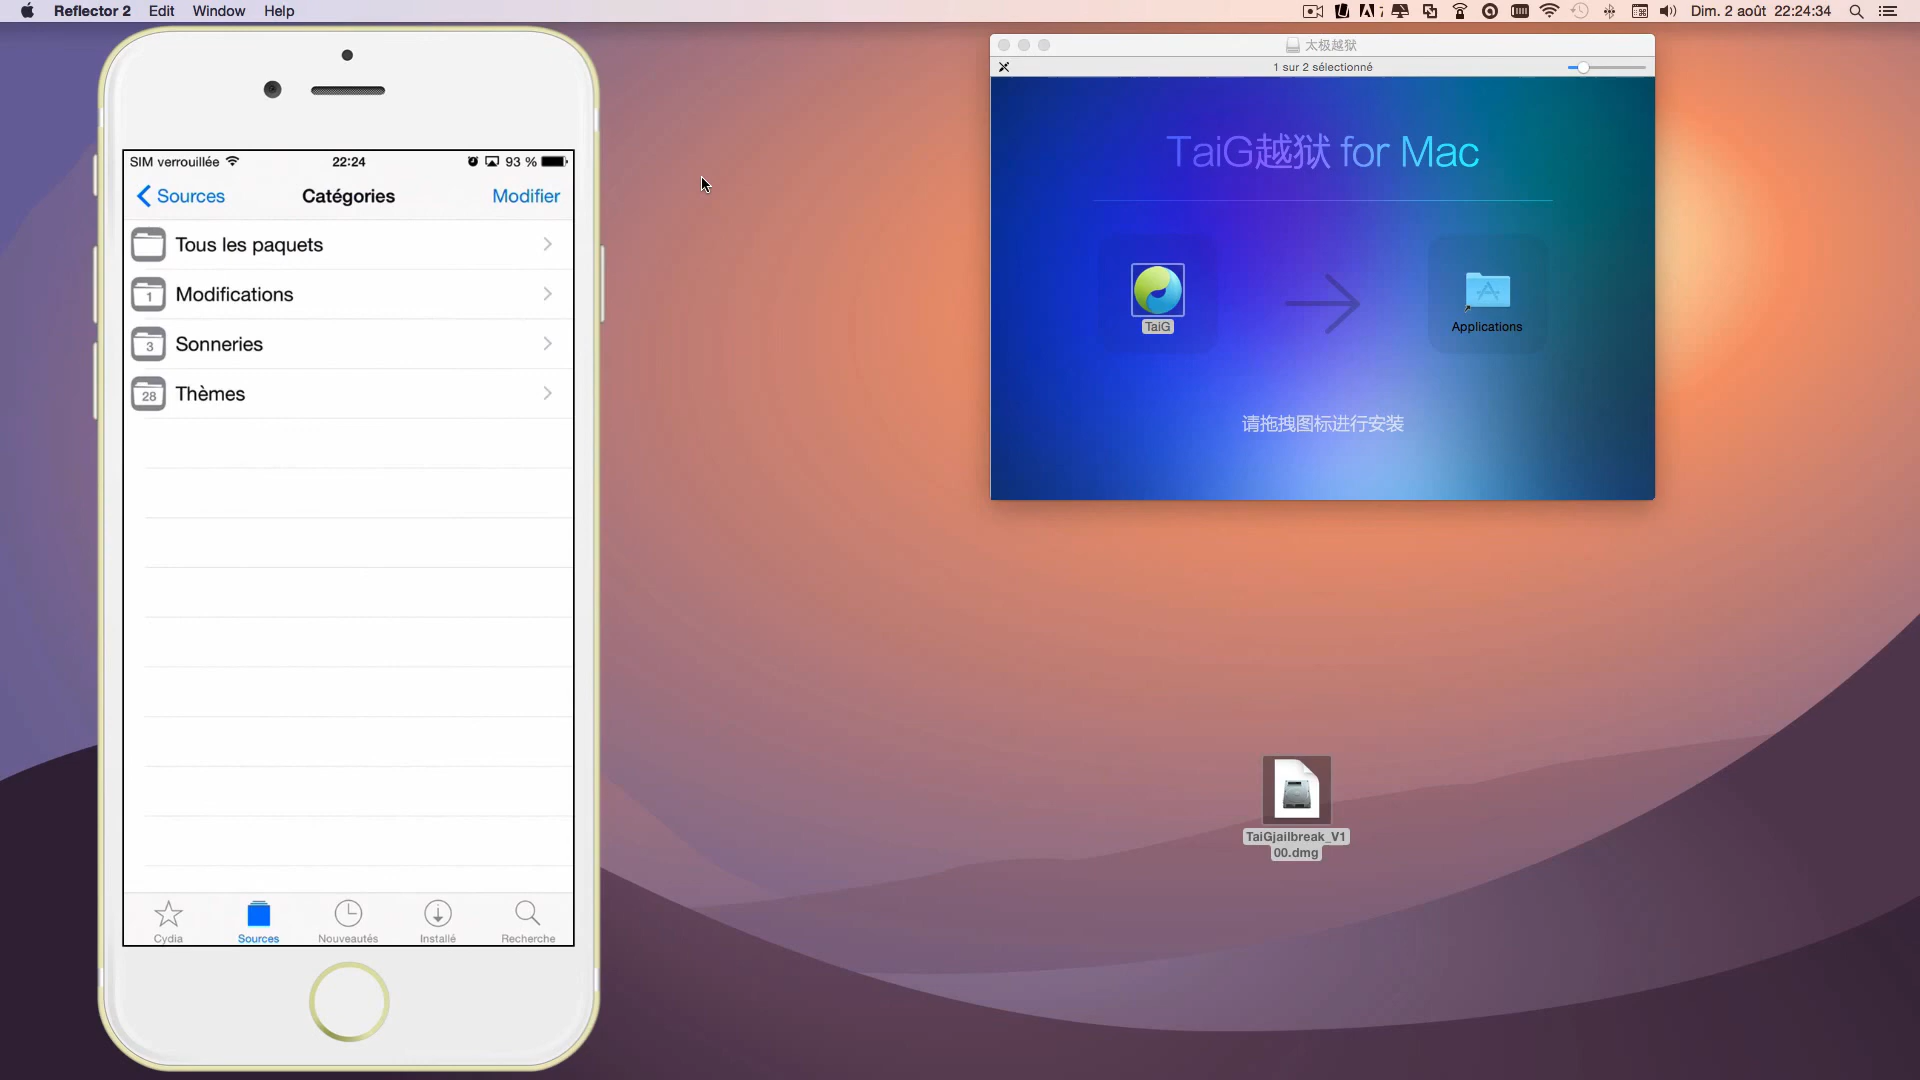 Reflector 2 Edit Window Help
Dim. 2 août 22:24:34
SIM verrouillée 22:24 93 %
Sources Catégories Modifier
Tous les paquets
1 Modifications
3 Sonneries
28 Thèmes
Cydia Sources Nouveautés Installé Recherche
太极越狱
1 sur 2 sélectionné
TaiG越狱 for Mac
TaiG Applications
请拖拽图标进行安装
TaiGjailbreak_V1
00.dmg